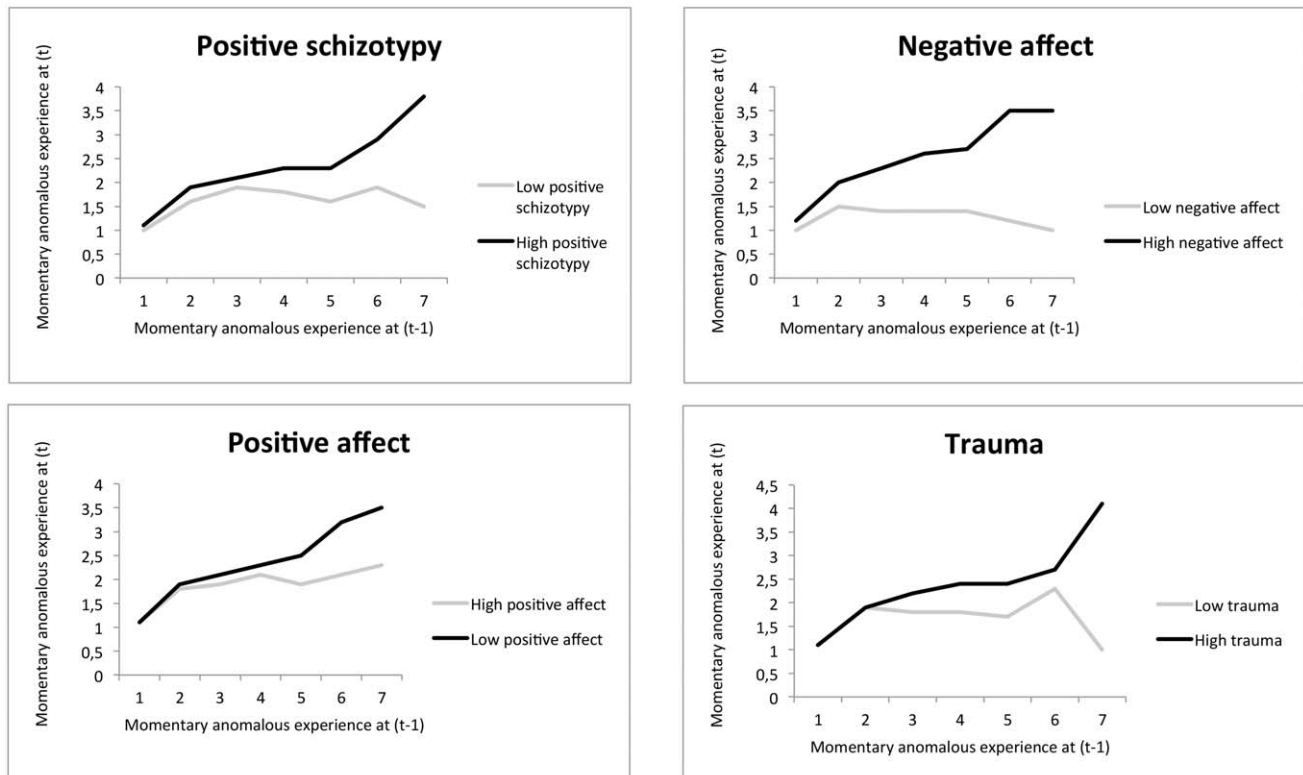 Positive schizotypy
Momentary anomalous experience at (t)
4
3,5
3
2,5
2
1,5
1
0,5
0
1 2 3 4 5 6 7
Momentary anomalous experience at (t-1)
Low positive
schizotypy
High positive
schizotypy
Negative affect
Momentary anomalous experience at (t)
4
3,5
3
2,5
2
1,5
1
0,5
0
1 2 3 4 5 6 7
Momentary anomalous experience at (t-1)
Low negative affect
High negative affect
Positive affect
Momentary anomalous experience at (t)
4
3,5
3
2,5
2
1,5
1
0,5
0
1 2 3 4 5 6 7
Momentary anomalous experience at (t-1)
High positive affect
Low positive affect
Trauma
Momentary anomalous experience at (t)
4,5
4
3,5
3
2,5
2
1,5
1
0,5
0
1 2 3 4 5 6 7
Momentary anomalous experience at (t-1)
Low trauma
High trauma